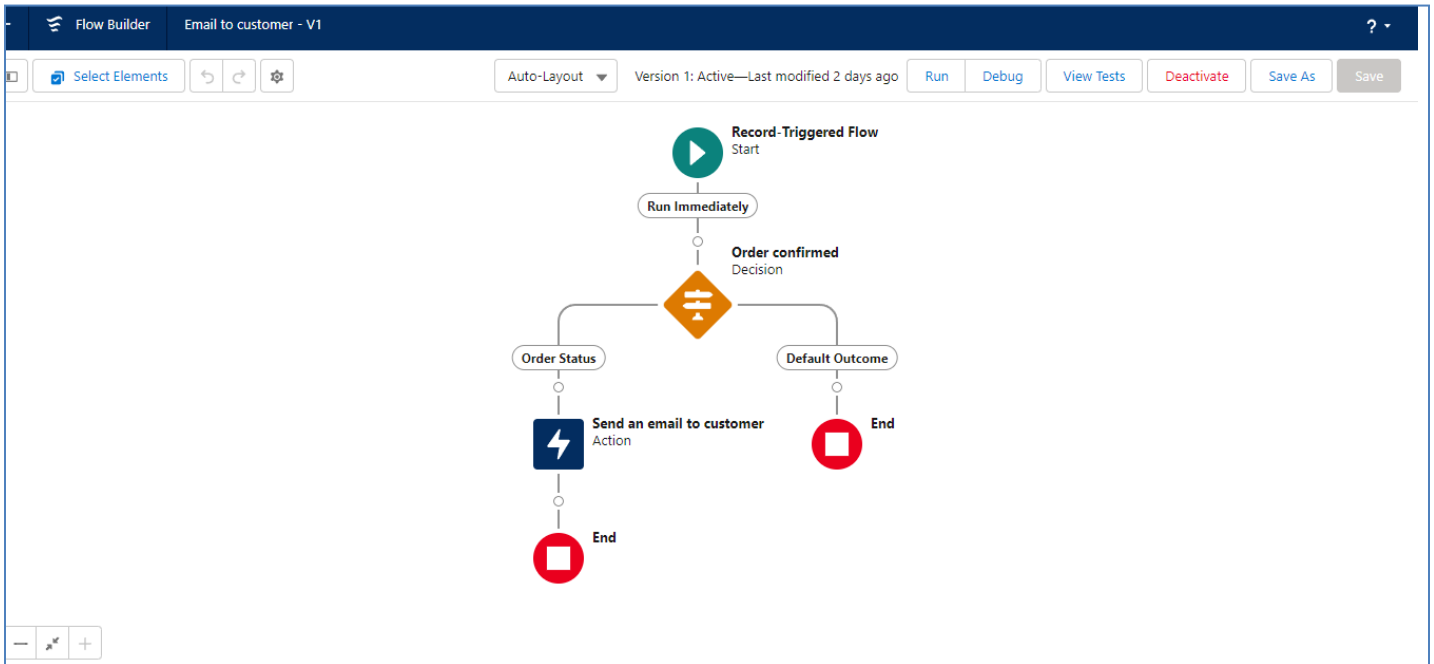 Flow Builder
Email to customer - V1
?
Select Elements
Auto-Layout
Version 1: Active—Last modified 2 days ago
Run
Debug
View Tests
Deactivate
Save As
Save
Record-Triggered Flow
Start
Run Immediately
Order confirmed
Decision
Order Status
Default Outcome
Send an email to customer
Action
End
End